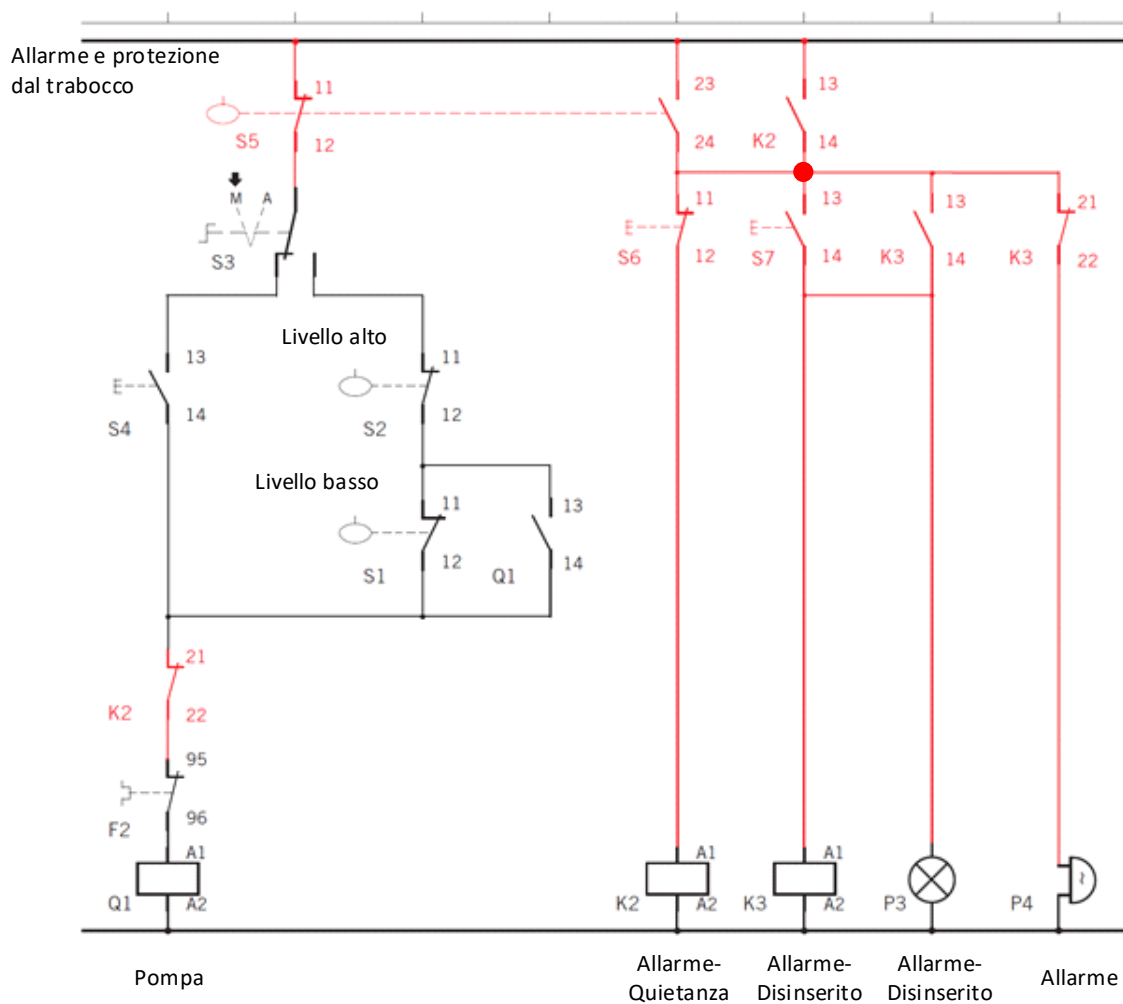 Allarme e protezione
dal trabocco
11
S5
12
23
24
13
K2
14
M A
S3
11
S6
12
13
S7
14
13
K3
14
21
K3
22
Livello alto
13
S4
14
11
S2
12
Livello basso
11
S1
12
13
Q1
14
21
K2
22
95
F2
96
A1
Q1
A2
A1
K2
A2
A1
K3
A2
P3
P4
~
Pompa
Allarme-
Quietanza
Allarme-
Disinserito
Allarme-
Disinserito
Allarme